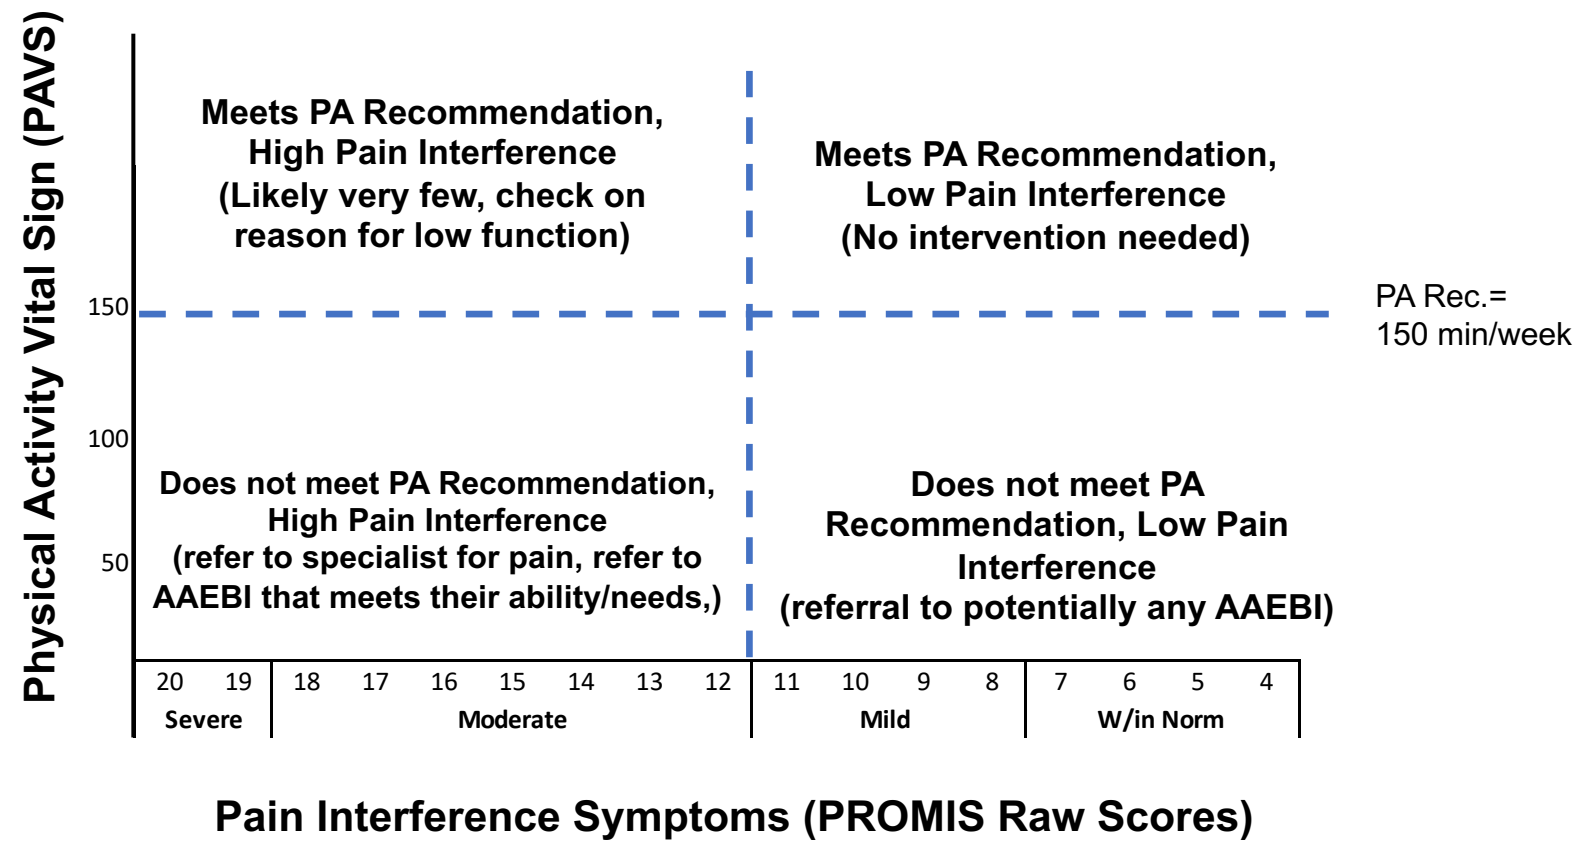 Physical Activity Vital Sign (PAVS)
Meets PA Recommendation,
High Pain Interference
(Likely very few, check on
reason for low function)
Meets PA Recommendation,
Low Pain Interference
(No intervention needed)
150
PA Rec.=
150 min/week
100
50
Does not meet PA Recommendation,
High Pain Interference
(refer to specialist for pain, refer to
AAEBI that meets their ability/needs,)
Does not meet PA
Recommendation, Low Pain
Interference
(referral to potentially any AAEBI)
20 19 18 17 16 15 14 13 12 11 10 9 8 7 6 5 4
Severe Moderate Mild W/in Norm
Pain Interference Symptoms (PROMIS Raw Scores)